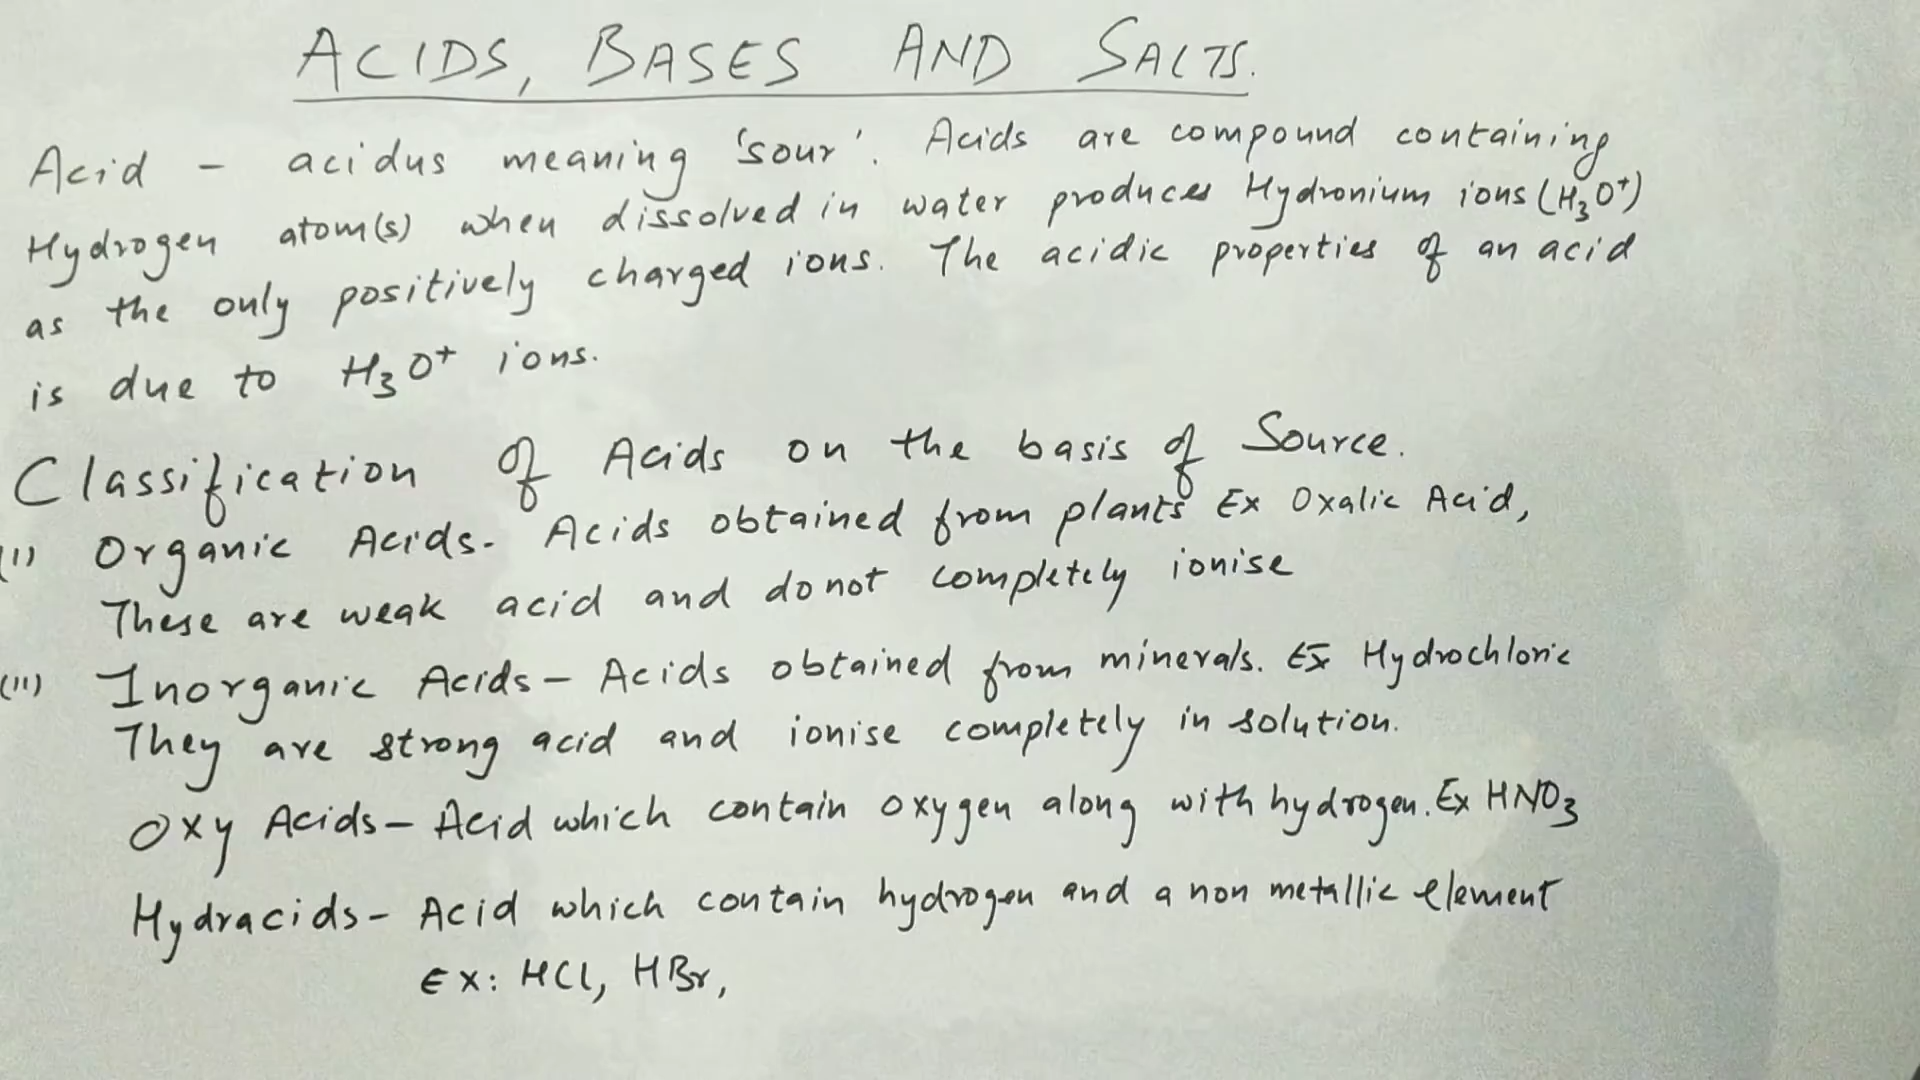 ACIDS, BASES AND SALTS.
Acid - acidus meaning 'sour'. Acids are compound containing
Hydrogen atom(s) when dissolved in water produces Hydronium ions (H₃O⁺)
as the only positively charged ions. The acidic properties of an acid
is due to H₃O⁺ ions.
Classification of Acids on the basis of Source.
(I) Organic Acids - Acids obtained from plants Ex Oxalic Acid,
These are weak acid and do not completely ionise
(II) Inorganic Acids - Acids obtained from minerals. Ex Hydrochloric
They are strong acid and ionise completely in solution.
Oxy Acids - Acid which contain oxygen along with hydrogen. Ex HNO₃
Hydracids - Acid which contain hydrogen and a non metallic element
Ex: HCl, HBr,